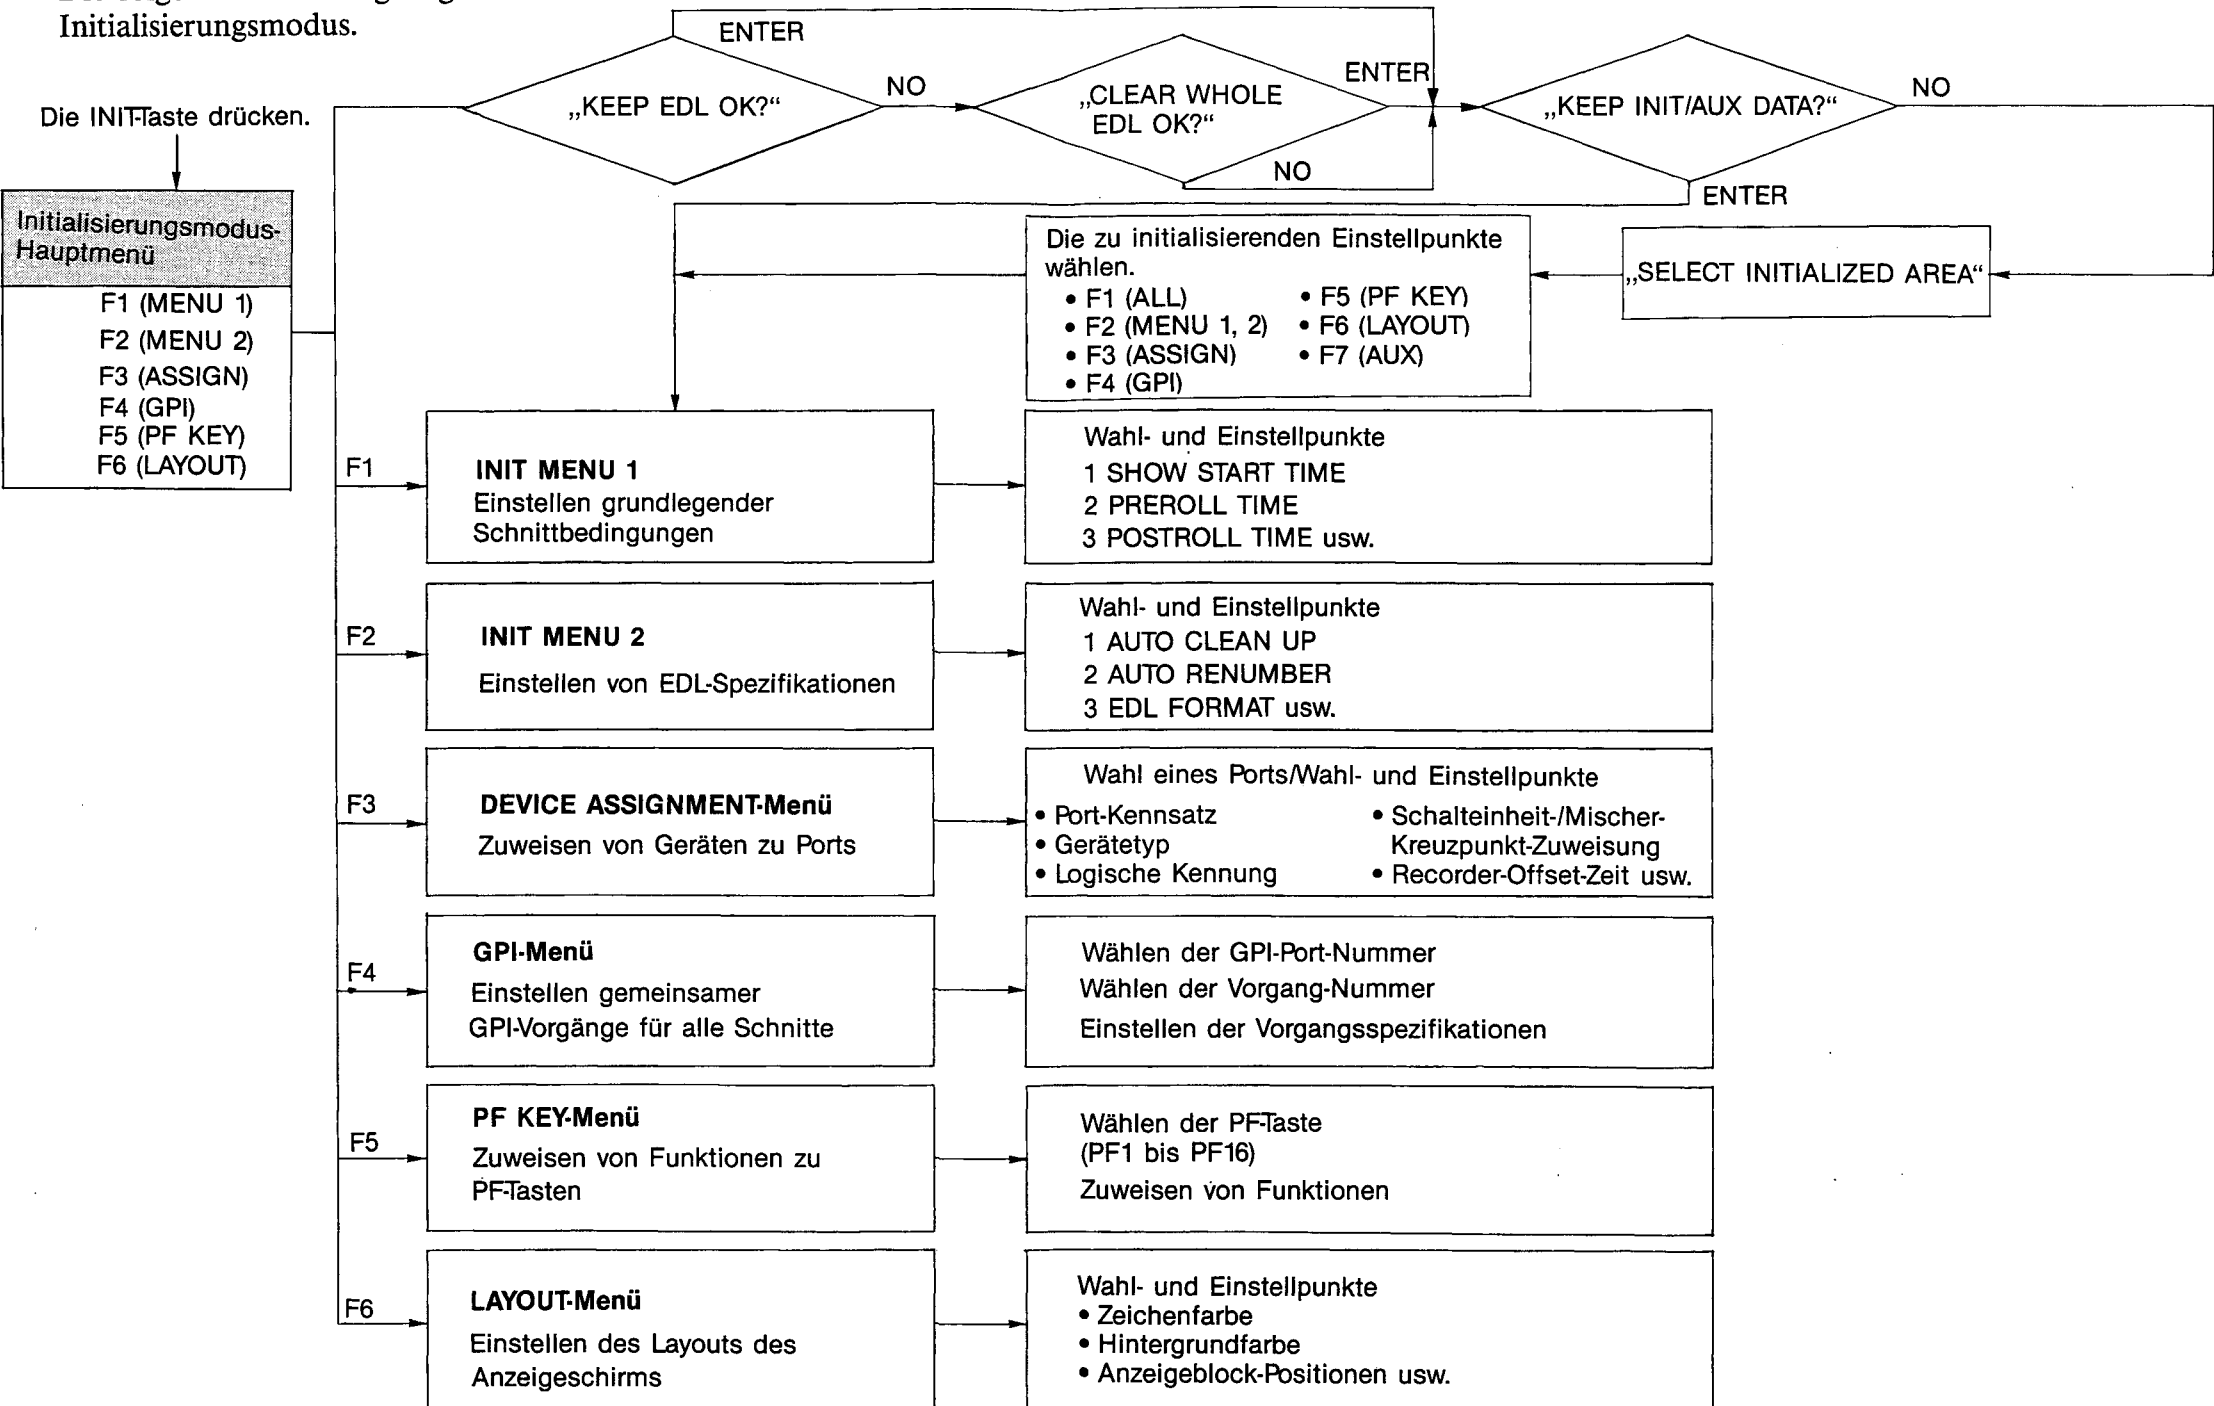 Initialisierungsmodus.
ENTER
„KEEP EDL OK?“
NO
„CLEAR WHOLE
EDL OK?“
ENTER
NO
„KEEP INIT/AUX DATA?“
NO
ENTER
Die INIT-Taste drücken.
Initialisierungsmodus-
Hauptmenü
F1 (MENU 1)
F2 (MENU 2)
F3 (ASSIGN)
F4 (GPI)
F5 (PF KEY)
F6 (LAYOUT)
„SELECT INITIALIZED AREA“
Die zu initialisierenden Einstellpunkte
wählen.
• F1 (ALL)
• F2 (MENU 1, 2)
• F3 (ASSIGN)
• F4 (GPI)
• F5 (PF KEY)
• F6 (LAYOUT)
• F7 (AUX)
F1
INIT MENU 1
Einstellen grundlegender
Schnittbedingungen
Wahl- und Einstellpunkte
1 SHOW START TIME
2 PREROLL TIME
3 POSTROLL TIME usw.
F2
INIT MENU 2
Einstellen von EDL-Spezifikationen
Wahl- und Einstellpunkte
1 AUTO CLEAN UP
2 AUTO RENUMBER
3 EDL FORMAT usw.
F3
DEVICE ASSIGNMENT-Menü
Zuweisen von Geräten zu Ports
Wahl eines Ports/Wahl- und Einstellpunkte
• Port-Kennsatz
• Gerätetyp
• Logische Kennung
• Schalteinheit-/Mischer-
Kreuzpunkt-Zuweisung
• Recorder-Offset-Zeit usw.
F4
GPI-Menü
Einstellen gemeinsamer
GPI-Vorgänge für alle Schnitte
Wählen der GPI-Port-Nummer
Wählen der Vorgang-Nummer
Einstellen der Vorgangsspezifikationen
F5
PF KEY-Menü
Zuweisen von Funktionen zu
PF-Tasten
Wählen der PF-Taste
(PF1 bis PF16)
Zuweisen von Funktionen
F6
LAYOUT-Menü
Einstellen des Layouts des
Anzeigeschirms
Wahl- und Einstellpunkte
• Zeichenfarbe
• Hintergrundfarbe
• Anzeigeblock-Positionen usw.